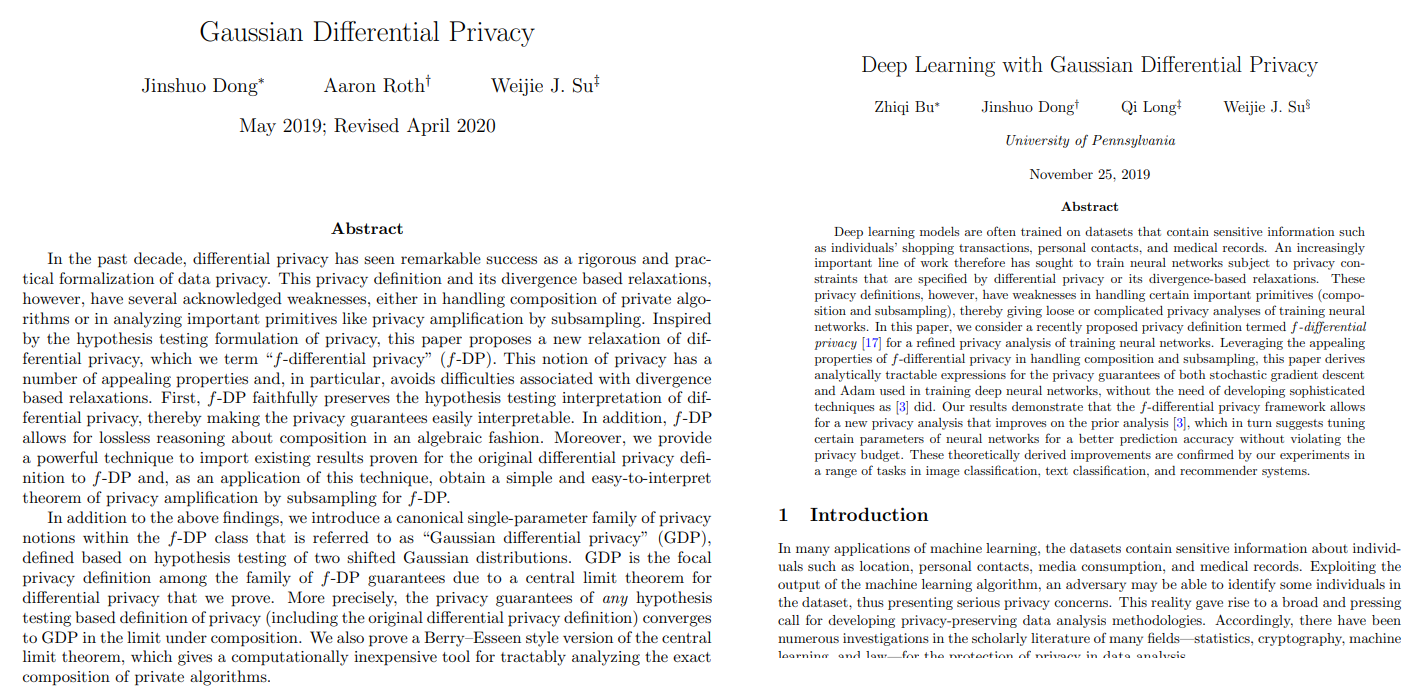 Gaussian Differential Privacy
Jinshuo Dong* Aaron Roth† Weijie J. Su‡
May 2019; Revised April 2020
Abstract
In the past decade, differential privacy has seen remarkable success as a rigorous and prac-
tical formalization of data privacy. This privacy definition and its divergence based relaxations,
however, have several acknowledged weaknesses, either in handling composition of private algo-
rithms or in analyzing important primitives like privacy amplification by subsampling. Inspired
by the hypothesis testing formulation of privacy, this paper proposes a new relaxation of dif-
ferential privacy, which we term “f-differential privacy” (f-DP). This notion of privacy has a
number of appealing properties and, in particular, avoids difficulties associated with divergence
based relaxations. First, f-DP faithfully preserves the hypothesis testing interpretation of dif-
ferential privacy, thereby making the privacy guarantees easily interpretable. In addition, f-DP
allows for lossless reasoning about composition in an algebraic fashion. Moreover, we provide
a powerful technique to import existing results proven for the original differential privacy defi-
nition to f-DP and, as an application of this technique, obtain a simple and easy-to-interpret
theorem of privacy amplification by subsampling for f-DP.
In addition to the above findings, we introduce a canonical single-parameter family of privacy
notions within the f-DP class that is referred to as “Gaussian differential privacy” (GDP),
defined based on hypothesis testing of two shifted Gaussian distributions. GDP is the focal
privacy definition among the family of f-DP guarantees due to a central limit theorem for
differential privacy that we prove. More precisely, the privacy guarantees of any hypothesis
testing based definition of privacy (including the original differential privacy definition) converges
to GDP in the limit under composition. We also prove a Berry–Esseen style version of the central
limit theorem, which gives a computationally inexpensive tool for tractably analyzing the exact
composition of private algorithms.
Deep Learning with Gaussian Differential Privacy
Zhiqi Bu* Jinshuo Dong† Qi Long‡ Weijie J. Su§
University of Pennsylvania
November 25, 2019
Abstract
Deep learning models are often trained on datasets that contain sensitive information such
as individuals’ shopping transactions, personal contacts, and medical records. An increasingly
important line of work therefore has sought to train neural networks subject to privacy con-
straints that are specified by differential privacy or its divergence-based relaxations. These
privacy definitions, however, have weaknesses in handling certain important primitives (compo-
sition and subsampling), thereby giving loose or complicated privacy analyses of training neural
networks. In this paper, we consider a recently proposed privacy definition termed f-differential
privacy [17] for a refined privacy analysis of training neural networks. Leveraging the appealing
properties of f-differential privacy in handling composition and subsampling, this paper derives
analytically tractable expressions for the privacy guarantees of both stochastic gradient descent
and Adam used in training deep neural networks, without the need of developing sophisticated
techniques as [3] did. Our results demonstrate that the f-differential privacy framework allows
for a new privacy analysis that improves on the prior analysis [3], which in turn suggests tuning
certain parameters of neural networks for a better prediction accuracy without violating the
privacy budget. These theoretically derived improvements are confirmed by our experiments in
a range of tasks in image classification, text classification, and recommender systems.
1 Introduction
In many applications of machine learning, the datasets contain sensitive information about individ-
uals such as location, personal contacts, media consumption, and medical records. Exploiting the
output of the machine learning algorithm, an adversary may be able to identify some individuals in
the dataset, thus presenting serious privacy concerns. This reality gave rise to a broad and pressing
call for developing privacy-preserving data analysis methodologies. Accordingly, there have been
numerous investigations in the scholarly literature of many fields—statistics, cryptography, machine
learning, and law—for the protection of privacy in data analysis.